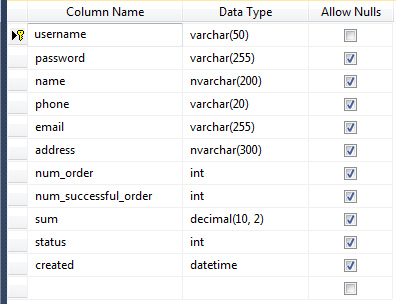 Column Name Data Type Allow Nulls
username varchar(50)
password varchar(255)
name nvarchar(200)
phone varchar(20)
email varchar(255)
address nvarchar(300)
num_order int
num_successful_order int
sum decimal(10, 2)
status int
created datetime